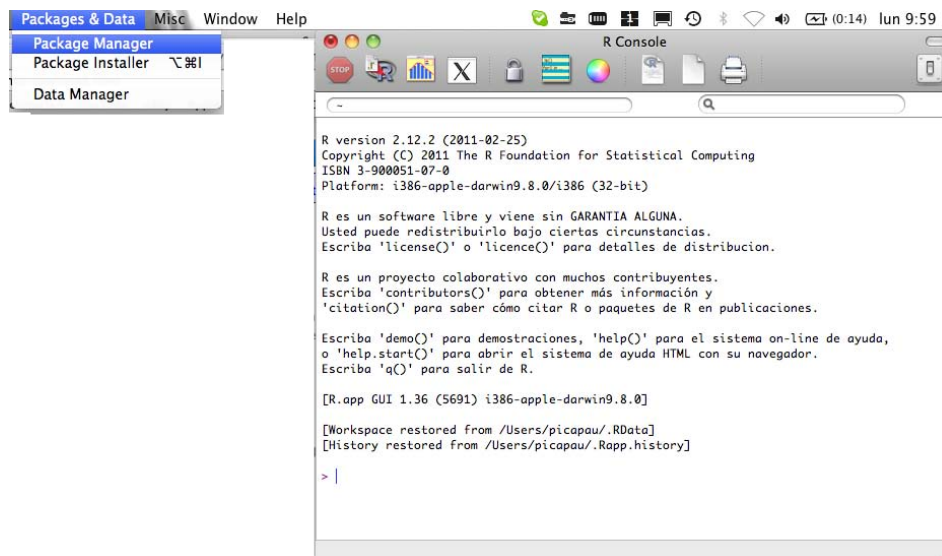 Packages & Data Misc Window Help (0:14) lun 9:59
Package Manager
Package Installer ⌥⌘I
Data Manager
R Console
STOP
~
R version 2.12.2 (2011-02-25)
Copyright (C) 2011 The R Foundation for Statistical Computing
ISBN 3-900051-07-0
Platform: i386-apple-darwin9.8.0/i386 (32-bit)
R es un software libre y viene sin GARANTIA ALGUNA.
Usted puede redistribuirlo bajo ciertas circunstancias.
Escriba 'license()' o 'licence()' para detalles de distribucion.
R es un proyecto colaborativo con muchos contribuyentes.
Escriba 'contributors()' para obtener más información y
'citation()' para saber cómo citar R o paquetes de R en publicaciones.
Escriba 'demo()' para demostraciones, 'help()' para el sistema on-line de ayuda,
o 'help.start()' para abrir el sistema de ayuda HTML con su navegador.
Escriba 'q()' para salir de R.
[R.app GUI 1.36 (5691) i386-apple-darwin9.8.0]
[Workspace restored from /Users/picapau/.RData]
[History restored from /Users/picapau/.Rapp.history]
>